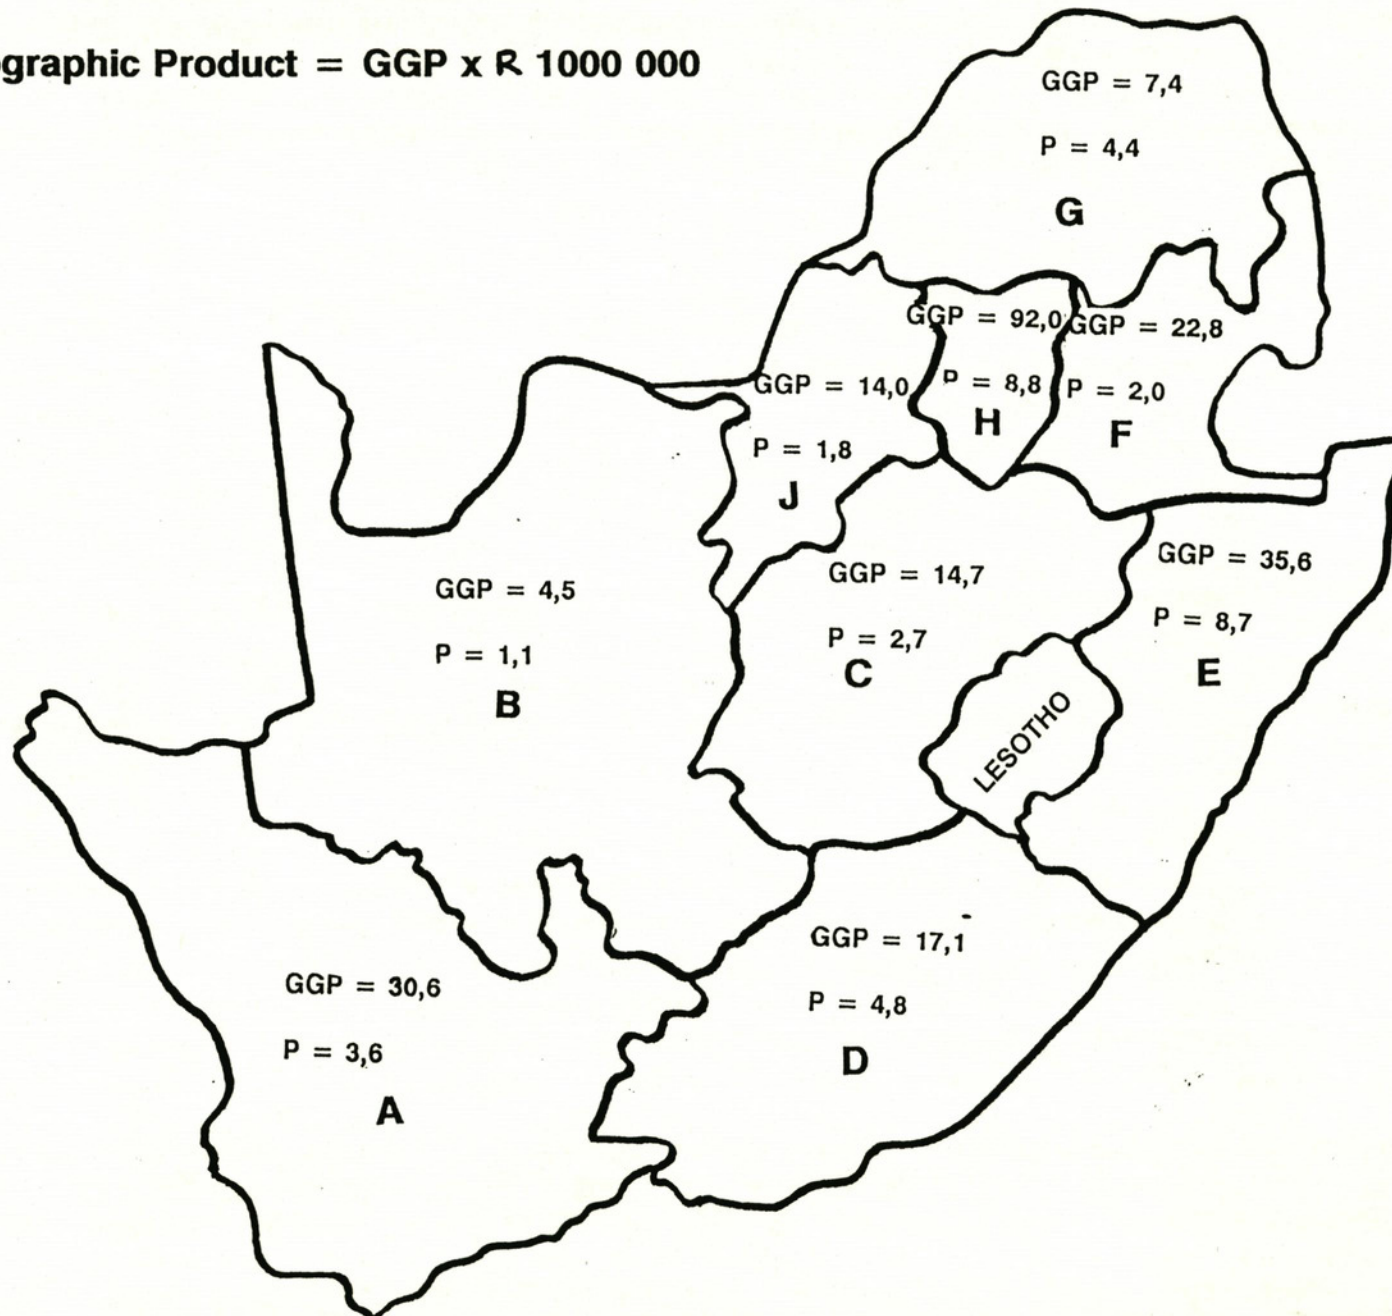 ographic Product = GGP x R 1000 000
GGP = 7,4
P = 4,4
G
GGP = 92,0
P = 8,8
H
GGP = 22,8
P = 2,0
F
GGP = 14,0
P = 1,8
J
GGP = 4,5
P = 1,1
B
GGP = 14,7
P = 2,7
C
GGP = 35,6
P = 8,7
E
LESOTHO
GGP = 17,1
P = 4,8
D
GGP = 30,6
P = 3,6
A